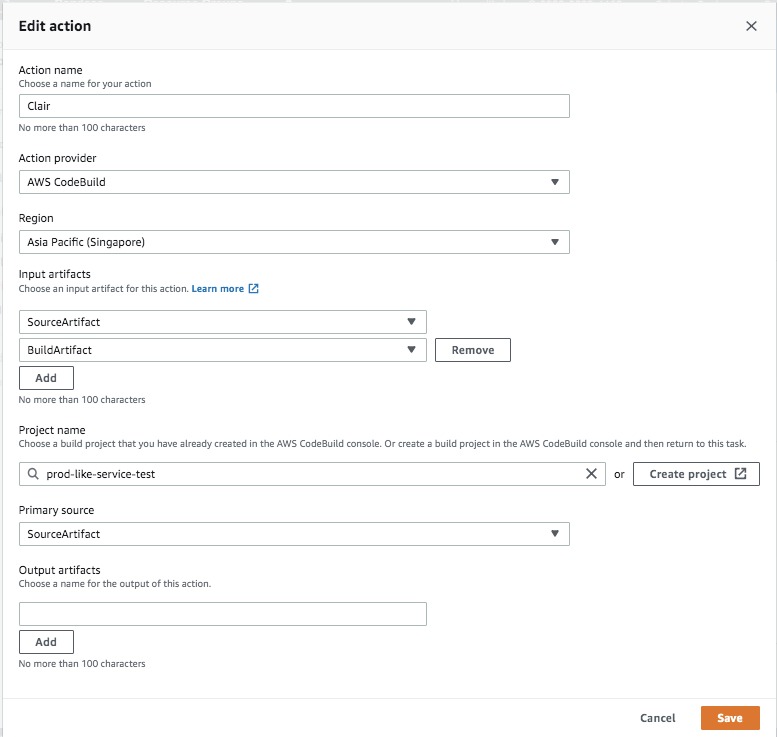 Edit action
Action name
Choose a name for your action
Clair
No more than 100 characters
Action provider
AWS CodeBuild
Region
Asia Pacific (Singapore)
Input artifacts
Choose an input artifact for this action. Learn more
SourceArtifact
BuildArtifact
Remove
Add
No more than 100 characters
Project name
Choose a build project that you have already created in the AWS CodeBuild console. Or create a build project in the AWS CodeBuild console and then return to this task.
prod-like-service-test
or
Create project
Primary source
SourceArtifact
Output artifacts
Choose a name for the output of this action.
Add
No more than 100 characters
Cancel
Save